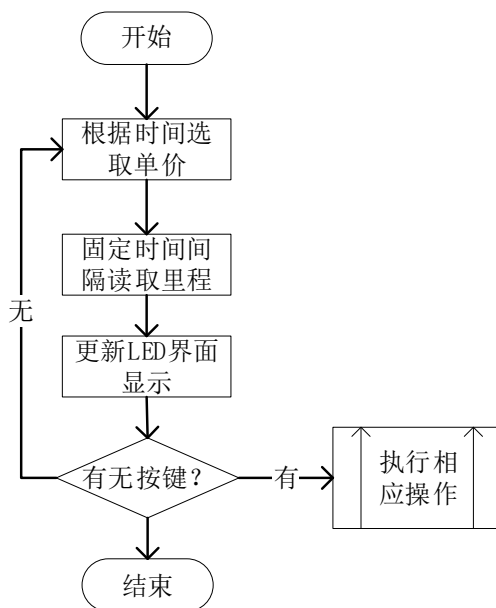 开始
根据时间选
取单价
固定时间间
隔读取里程
无
更新LED界面
显示
有无按键?
有
执行相
应操作
结束